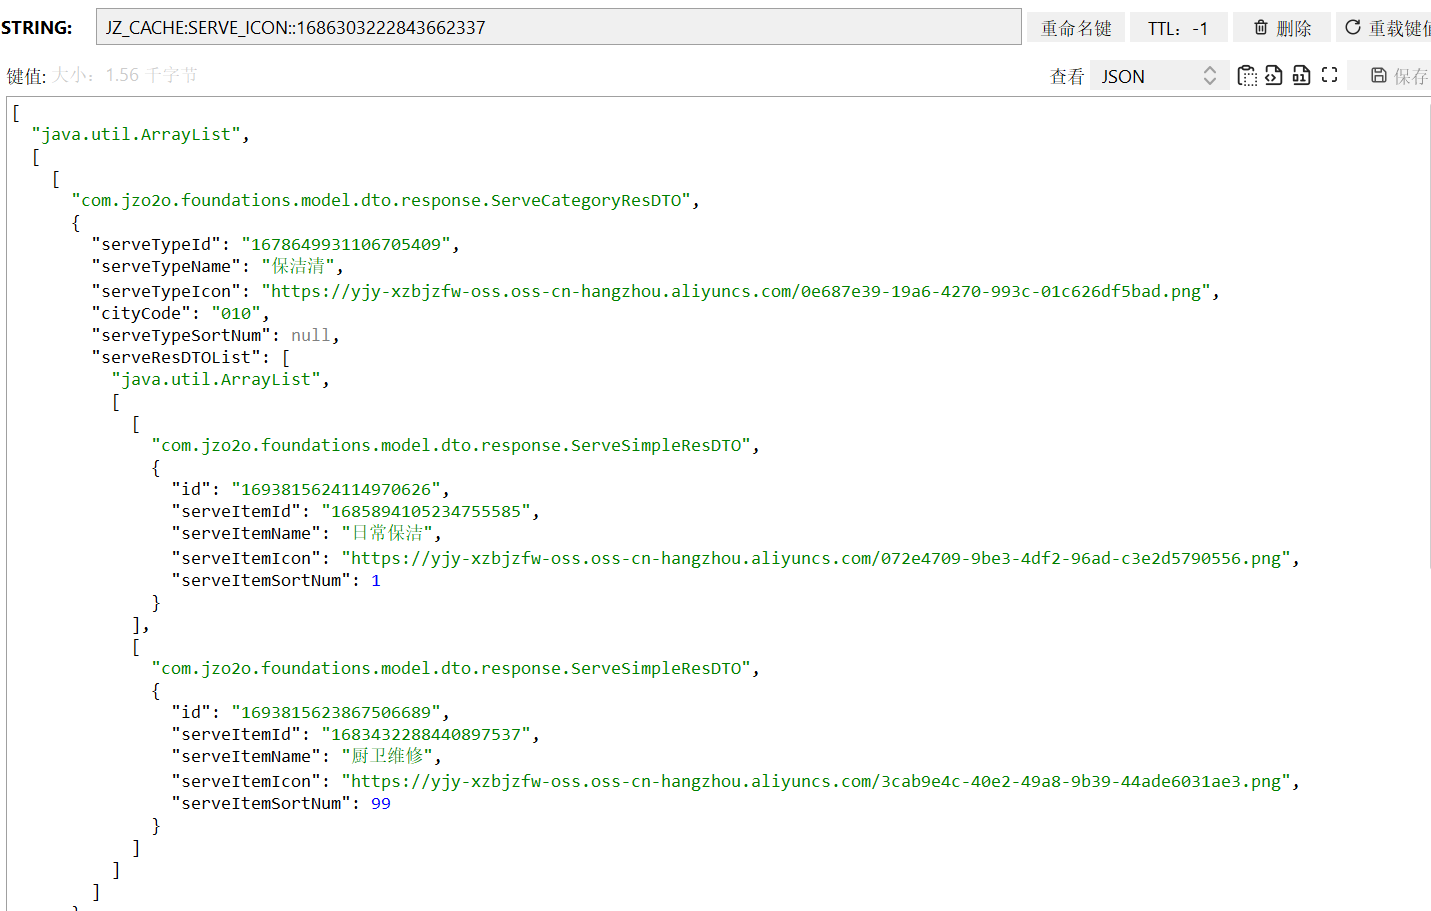 STRING: JZ_CACHE:SERVE_ICON::1686303222843662337 重命名键 TTL: -1 删除 重载键值
键值: 大小: 1.56 千字节 查看 JSON 保存
[
  "java.util.ArrayList",
  [
    [
      "com.jzo2o.foundations.model.dto.response.ServeCategoryResDTO",
      {
        "serveTypeId": "1678649931106705409",
        "serveTypeName": "保洁清",
        "serveTypeIcon": "https://yjy-xzbjzfw-oss.oss-cn-hangzhou.aliyuncs.com/0e687e39-19a6-4270-993c-01c626df5bad.png",
        "cityCode": "010",
        "serveTypeSortNum": null,
        "serveResDTOList": [
          "java.util.ArrayList",
          [
            [
              "com.jzo2o.foundations.model.dto.response.ServeSimpleResDTO",
              {
                "id": "1693815624114970626",
                "serveItemId": "1685894105234755585",
                "serveItemName": "日常保洁",
                "serveItemIcon": "https://yjy-xzbjzfw-oss.oss-cn-hangzhou.aliyuncs.com/072e4709-9be3-4df2-96ad-c3e2d5790556.png",
                "serveItemSortNum": 1
              }
            ],
            [
              "com.jzo2o.foundations.model.dto.response.ServeSimpleResDTO",
              {
                "id": "1693815623867506689",
                "serveItemId": "1683432288440897537",
                "serveItemName": "厨卫维修",
                "serveItemIcon": "https://yjy-xzbjzfw-oss.oss-cn-hangzhou.aliyuncs.com/3cab9e4c-40e2-49a8-9b39-44ade6031ae3.png",
                "serveItemSortNum": 99
              }
            ]
          ]
        ]